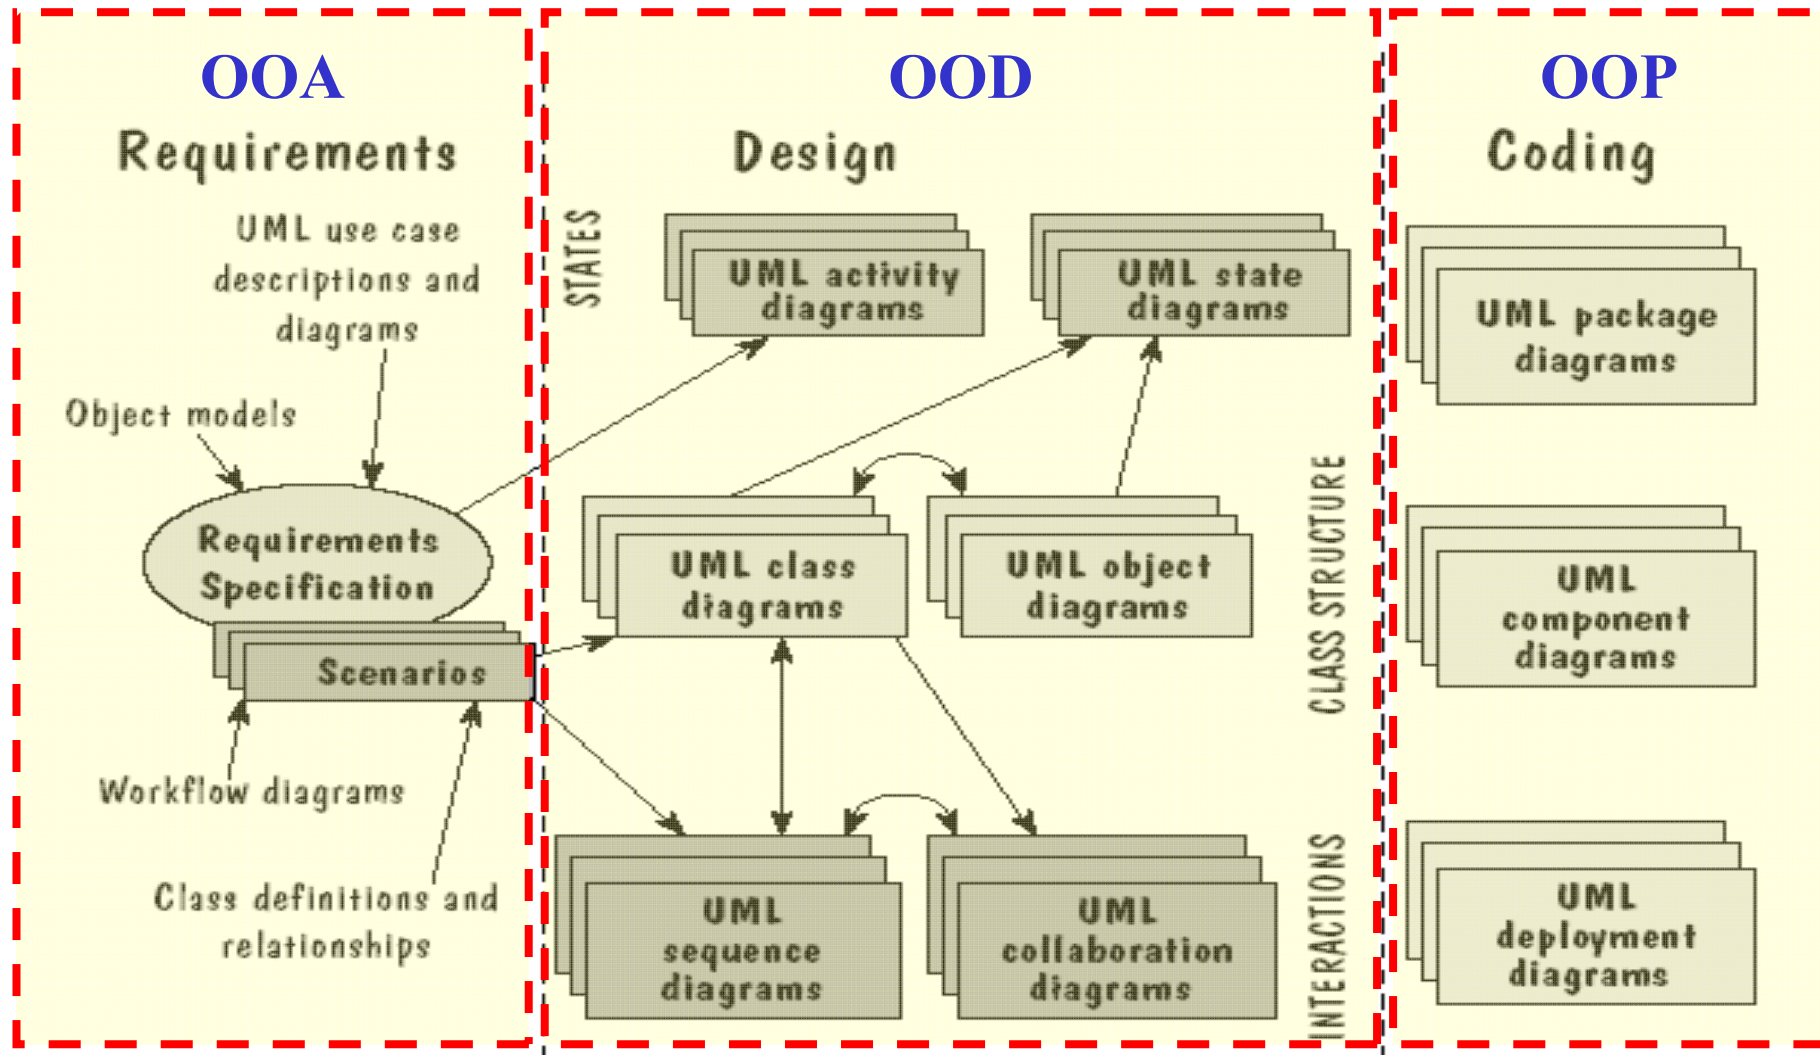 OOA
Requirements
UML use case
descriptions and
diagrams
Object models
Requirements
Specification
Scenarios
Workflow diagrams
Class definitions and
relationships
OOD
Design
STATES
UML activity
diagrams
UML state
diagrams
UML class
diagrams
UML object
diagrams
CLASS STRUCTURE
UML
sequence
diagrams
UML
collaboration
diagrams
INTERACTIONS
OOP
Coding
UML package
diagrams
UML
component
diagrams
UML
deployment
diagrams